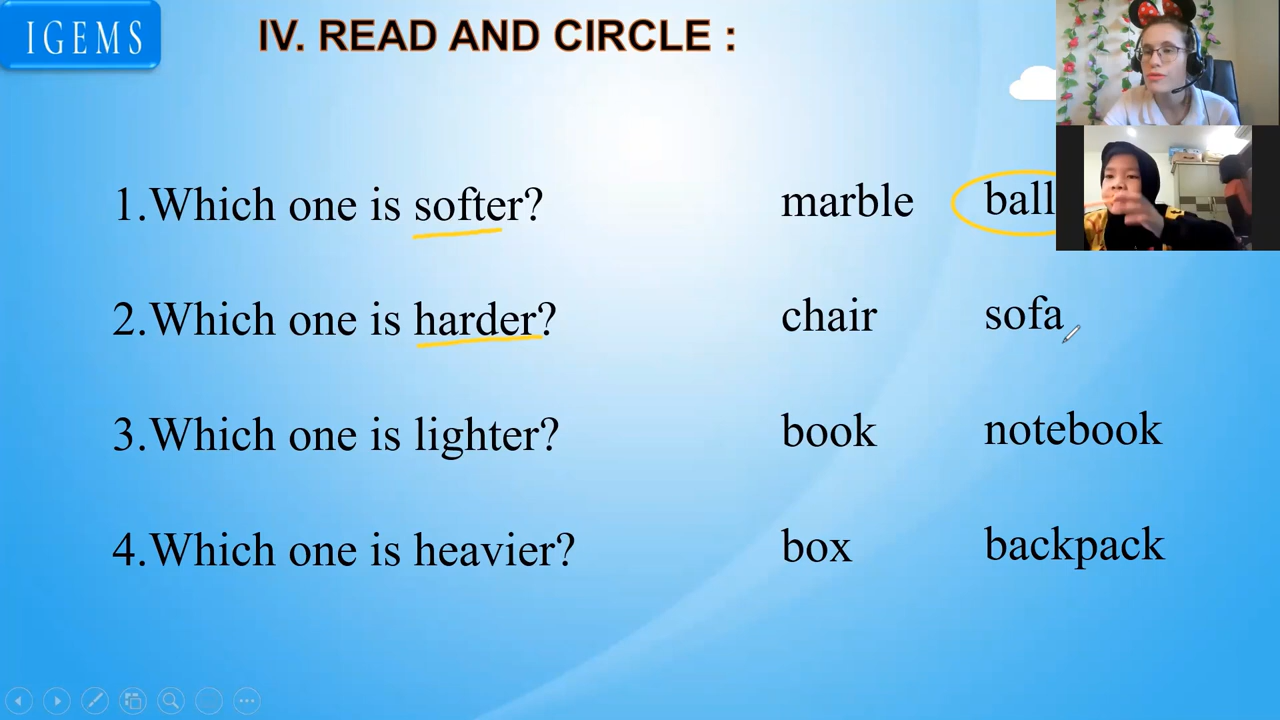 IGEMS
IV. READ AND CIRCLE :
1.Which one is softer? marble
2.Which one is harder? chair sofa
3.Which one is lighter? book notebook
4.Which one is heavier? box backpack